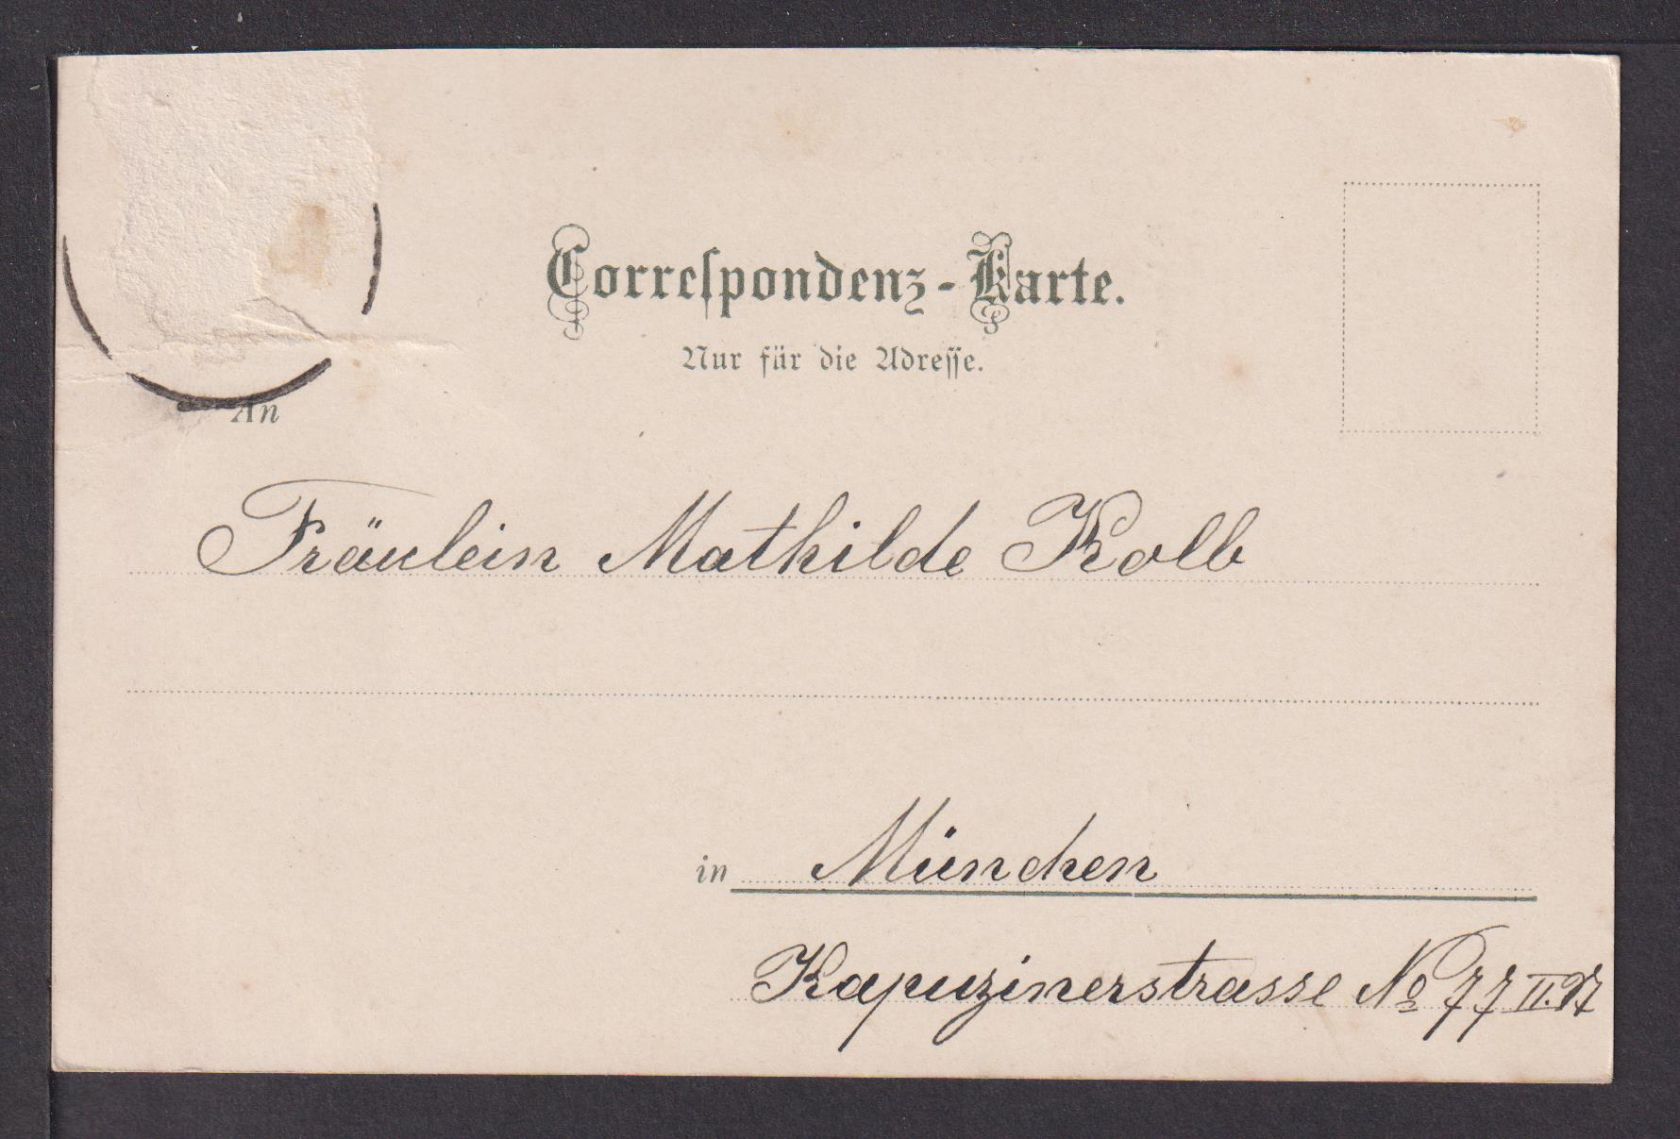 Correspondenz-Karte.
Nur für die Adresse.
An
Fräulein Mathilde Kolb
in München
Kapuzinerstrasse No 77 II.